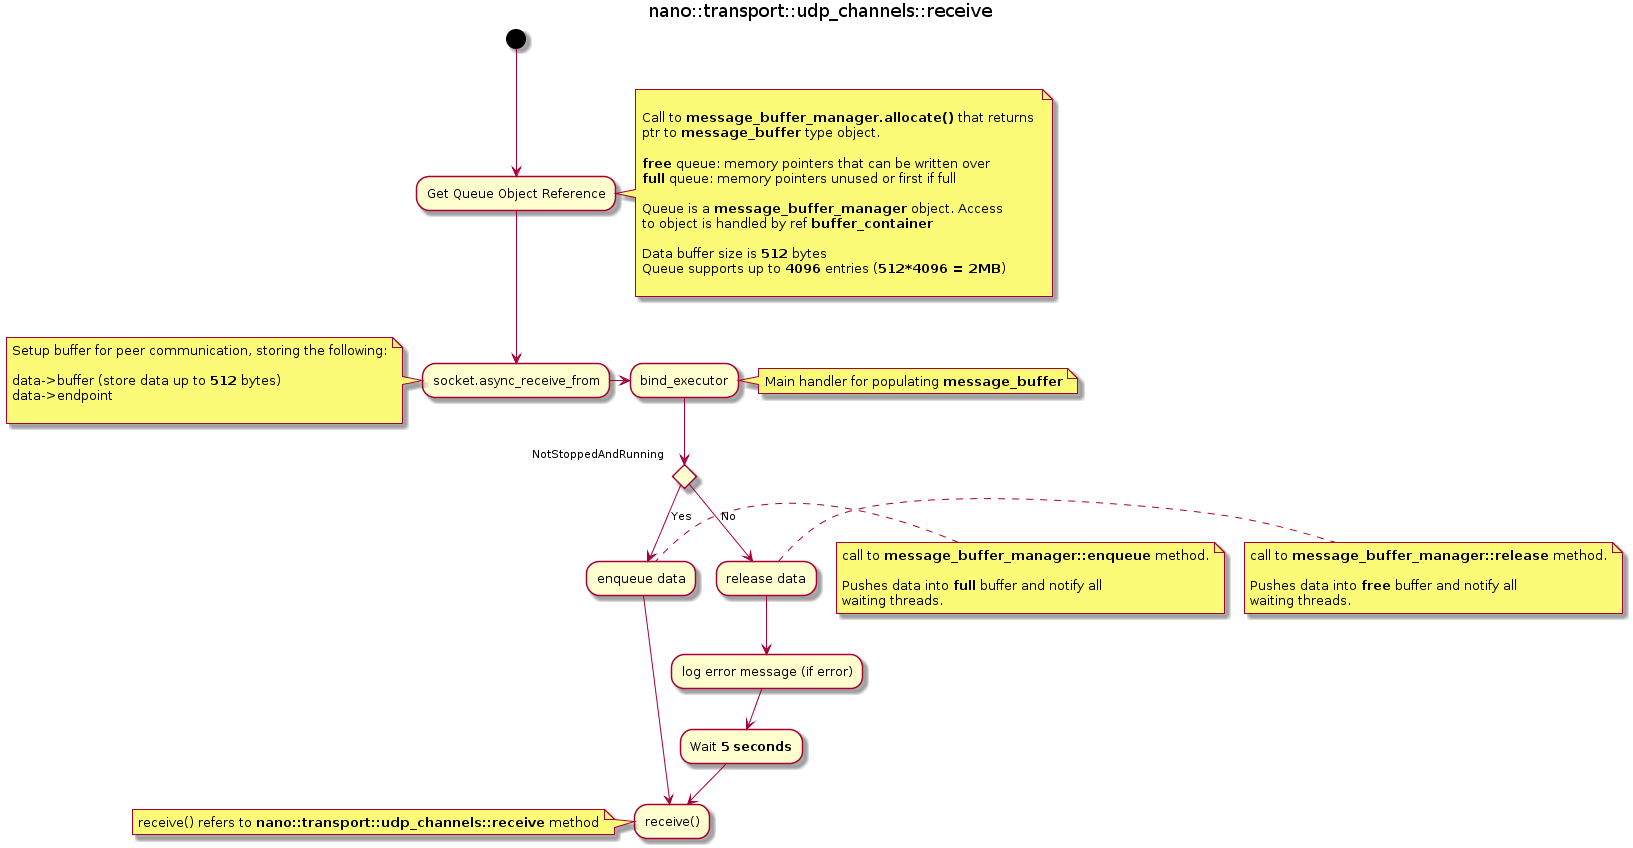 nano::transport::udp_channels::receive
Call to message_buffer_manager.allocate() that returns
ptr to message_buffer type object.
free queue: memory pointers that can be written over
full queue: memory pointers unused or first if full
Queue is a message_buffer_manager object. Access
to object is handled by ref buffer_container
Data buffer size is 512 bytes
Queue supports up to 4096 entries (512*4096 = 2MB)
Get Queue Object Reference
Setup buffer for peer communication, storing the following:
data->buffer (store data up to 512 bytes)
data->endpoint
socket.async_receive_from
bind_executor
Main handler for populating message_buffer
NotStoppedAndRunning
Yes
No
enqueue data
release data
call to message_buffer_manager::enqueue method.
Pushes data into full buffer and notify all
waiting threads.
call to message_buffer_manager::release method.
Pushes data into free buffer and notify all
waiting threads.
log error message (if error)
Wait 5 seconds
receive() refers to nano::transport::udp_channels::receive method
receive()